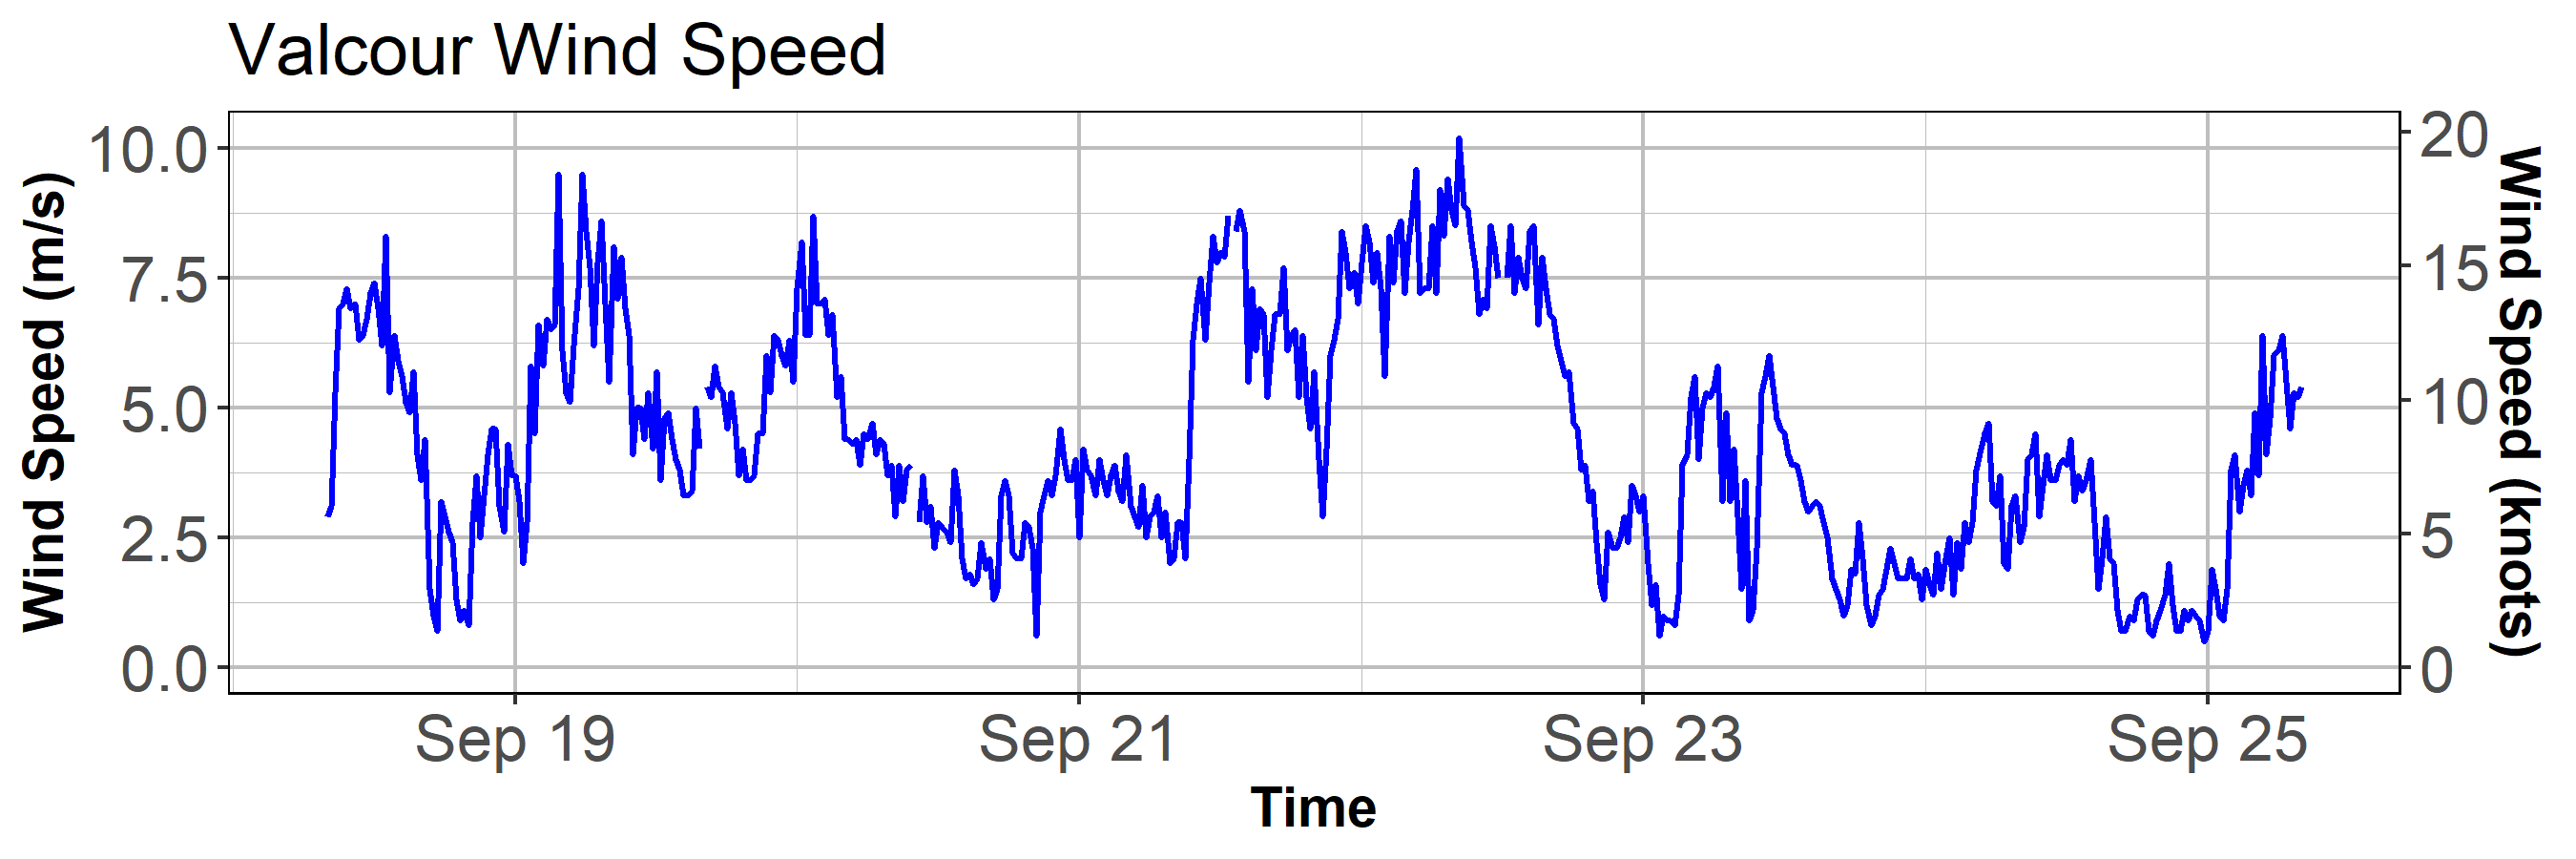 Valcour Wind Speed
Wind Speed (m/s)
10.0
7.5
5.0
2.5
0.0
20
15
10
5
0
Wind Speed (knots)
Sep 19
Sep 21
Sep 23
Sep 25
Time